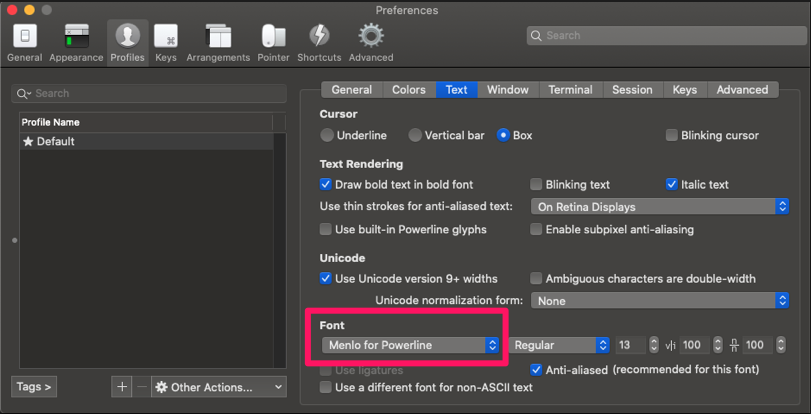 Preferences
General Appearance Profiles Keys Arrangements Pointer Shortcuts Advanced
Search
Search
Profile Name
Default
Tags >
+ − Other Actions...
General Colors Text Window Terminal Session Keys Advanced
Cursor
Underline Vertical bar Box Blinking cursor
Text Rendering
Draw bold text in bold font Blinking text Italic text
Use thin strokes for anti-aliased text: On Retina Displays
Use built-in Powerline glyphs Enable subpixel anti-aliasing
Unicode
Use Unicode version 9+ widths Ambiguous characters are double-width
Unicode normalization form: None
Font
Menlo for Powerline Regular 13 v|i 100 100
Use ligatures Anti-aliased (recommended for this font)
Use a different font for non-ASCII text